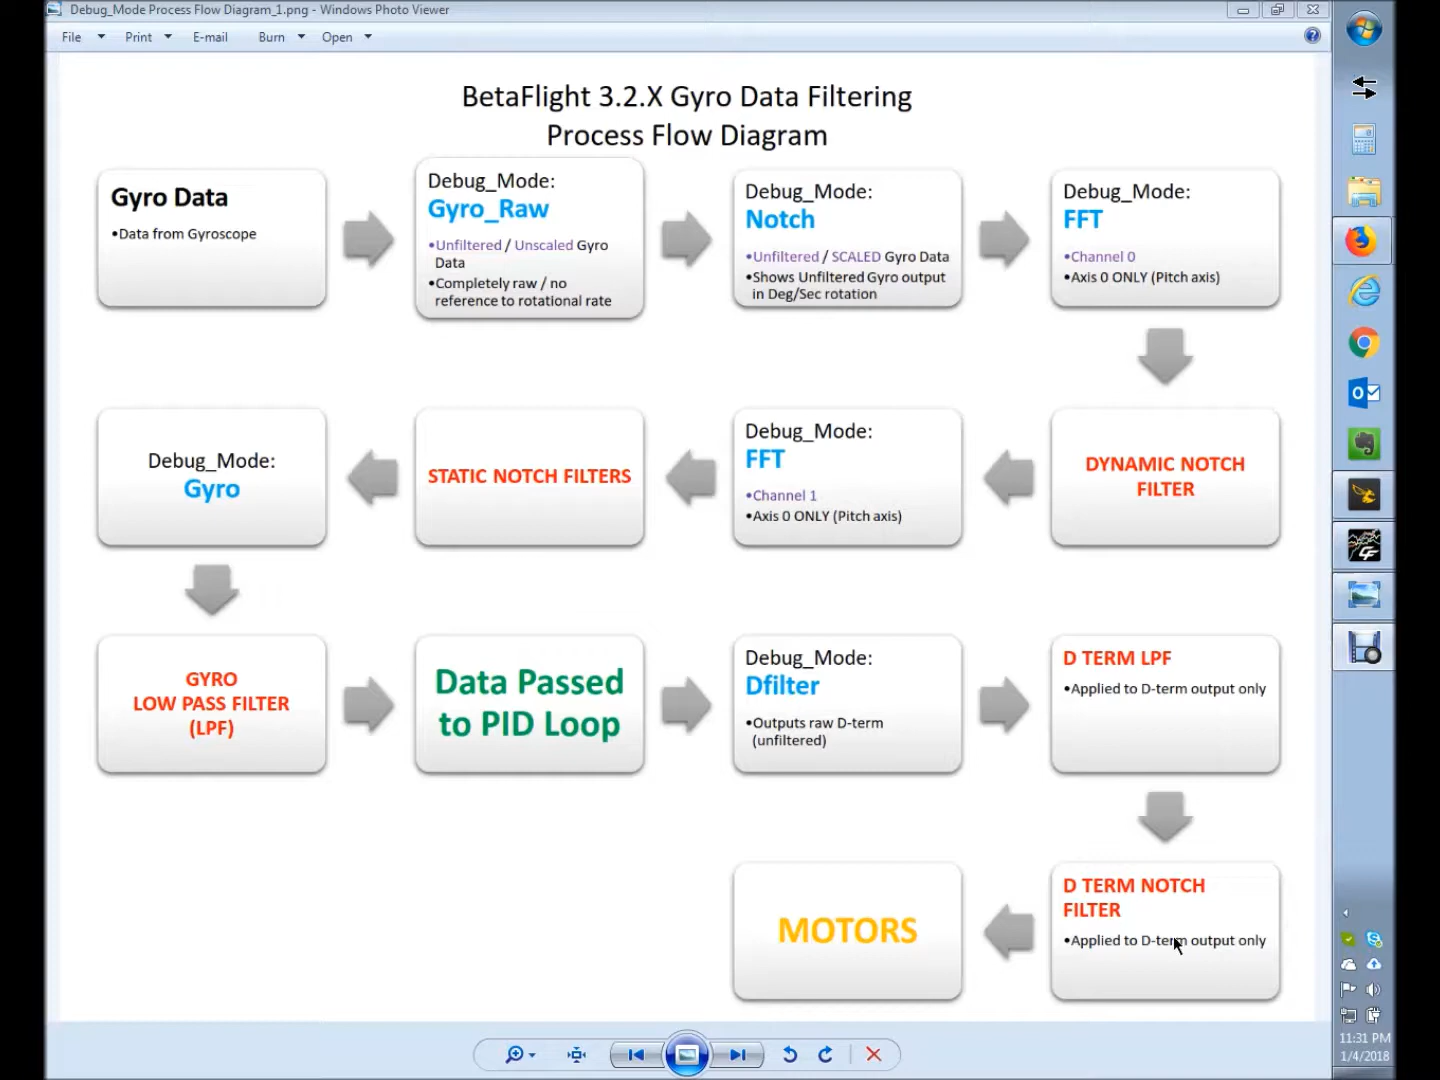 Debug_Mode Process Flow Diagram_1.png - Windows Photo Viewer
File Print E-mail Burn Open
BetaFlight 3.2.X Gyro Data Filtering
Process Flow Diagram
Gyro Data
•Data from Gyroscope
Debug_Mode:
Gyro_Raw
•Unfiltered / Unscaled Gyro
Data
•Completely raw / no
reference to rotational rate
Debug_Mode:
Notch
•Unfiltered / SCALED Gyro Data
•Shows Unfiltered Gyro output
in Deg/Sec rotation
Debug_Mode:
FFT
•Channel 0
•Axis 0 ONLY (Pitch axis)
Debug_Mode:
Gyro
STATIC NOTCH FILTERS
Debug_Mode:
FFT
•Channel 1
•Axis 0 ONLY (Pitch axis)
DYNAMIC NOTCH
FILTER
GYRO
LOW PASS FILTER
(LPF)
Data Passed
to PID Loop
Debug_Mode:
Dfilter
•Outputs raw D-term
(unfiltered)
D TERM LPF
•Applied to D-term output only
MOTORS
D TERM NOTCH
FILTER
•Applied to D-term output only
11:31 PM
1/4/2018